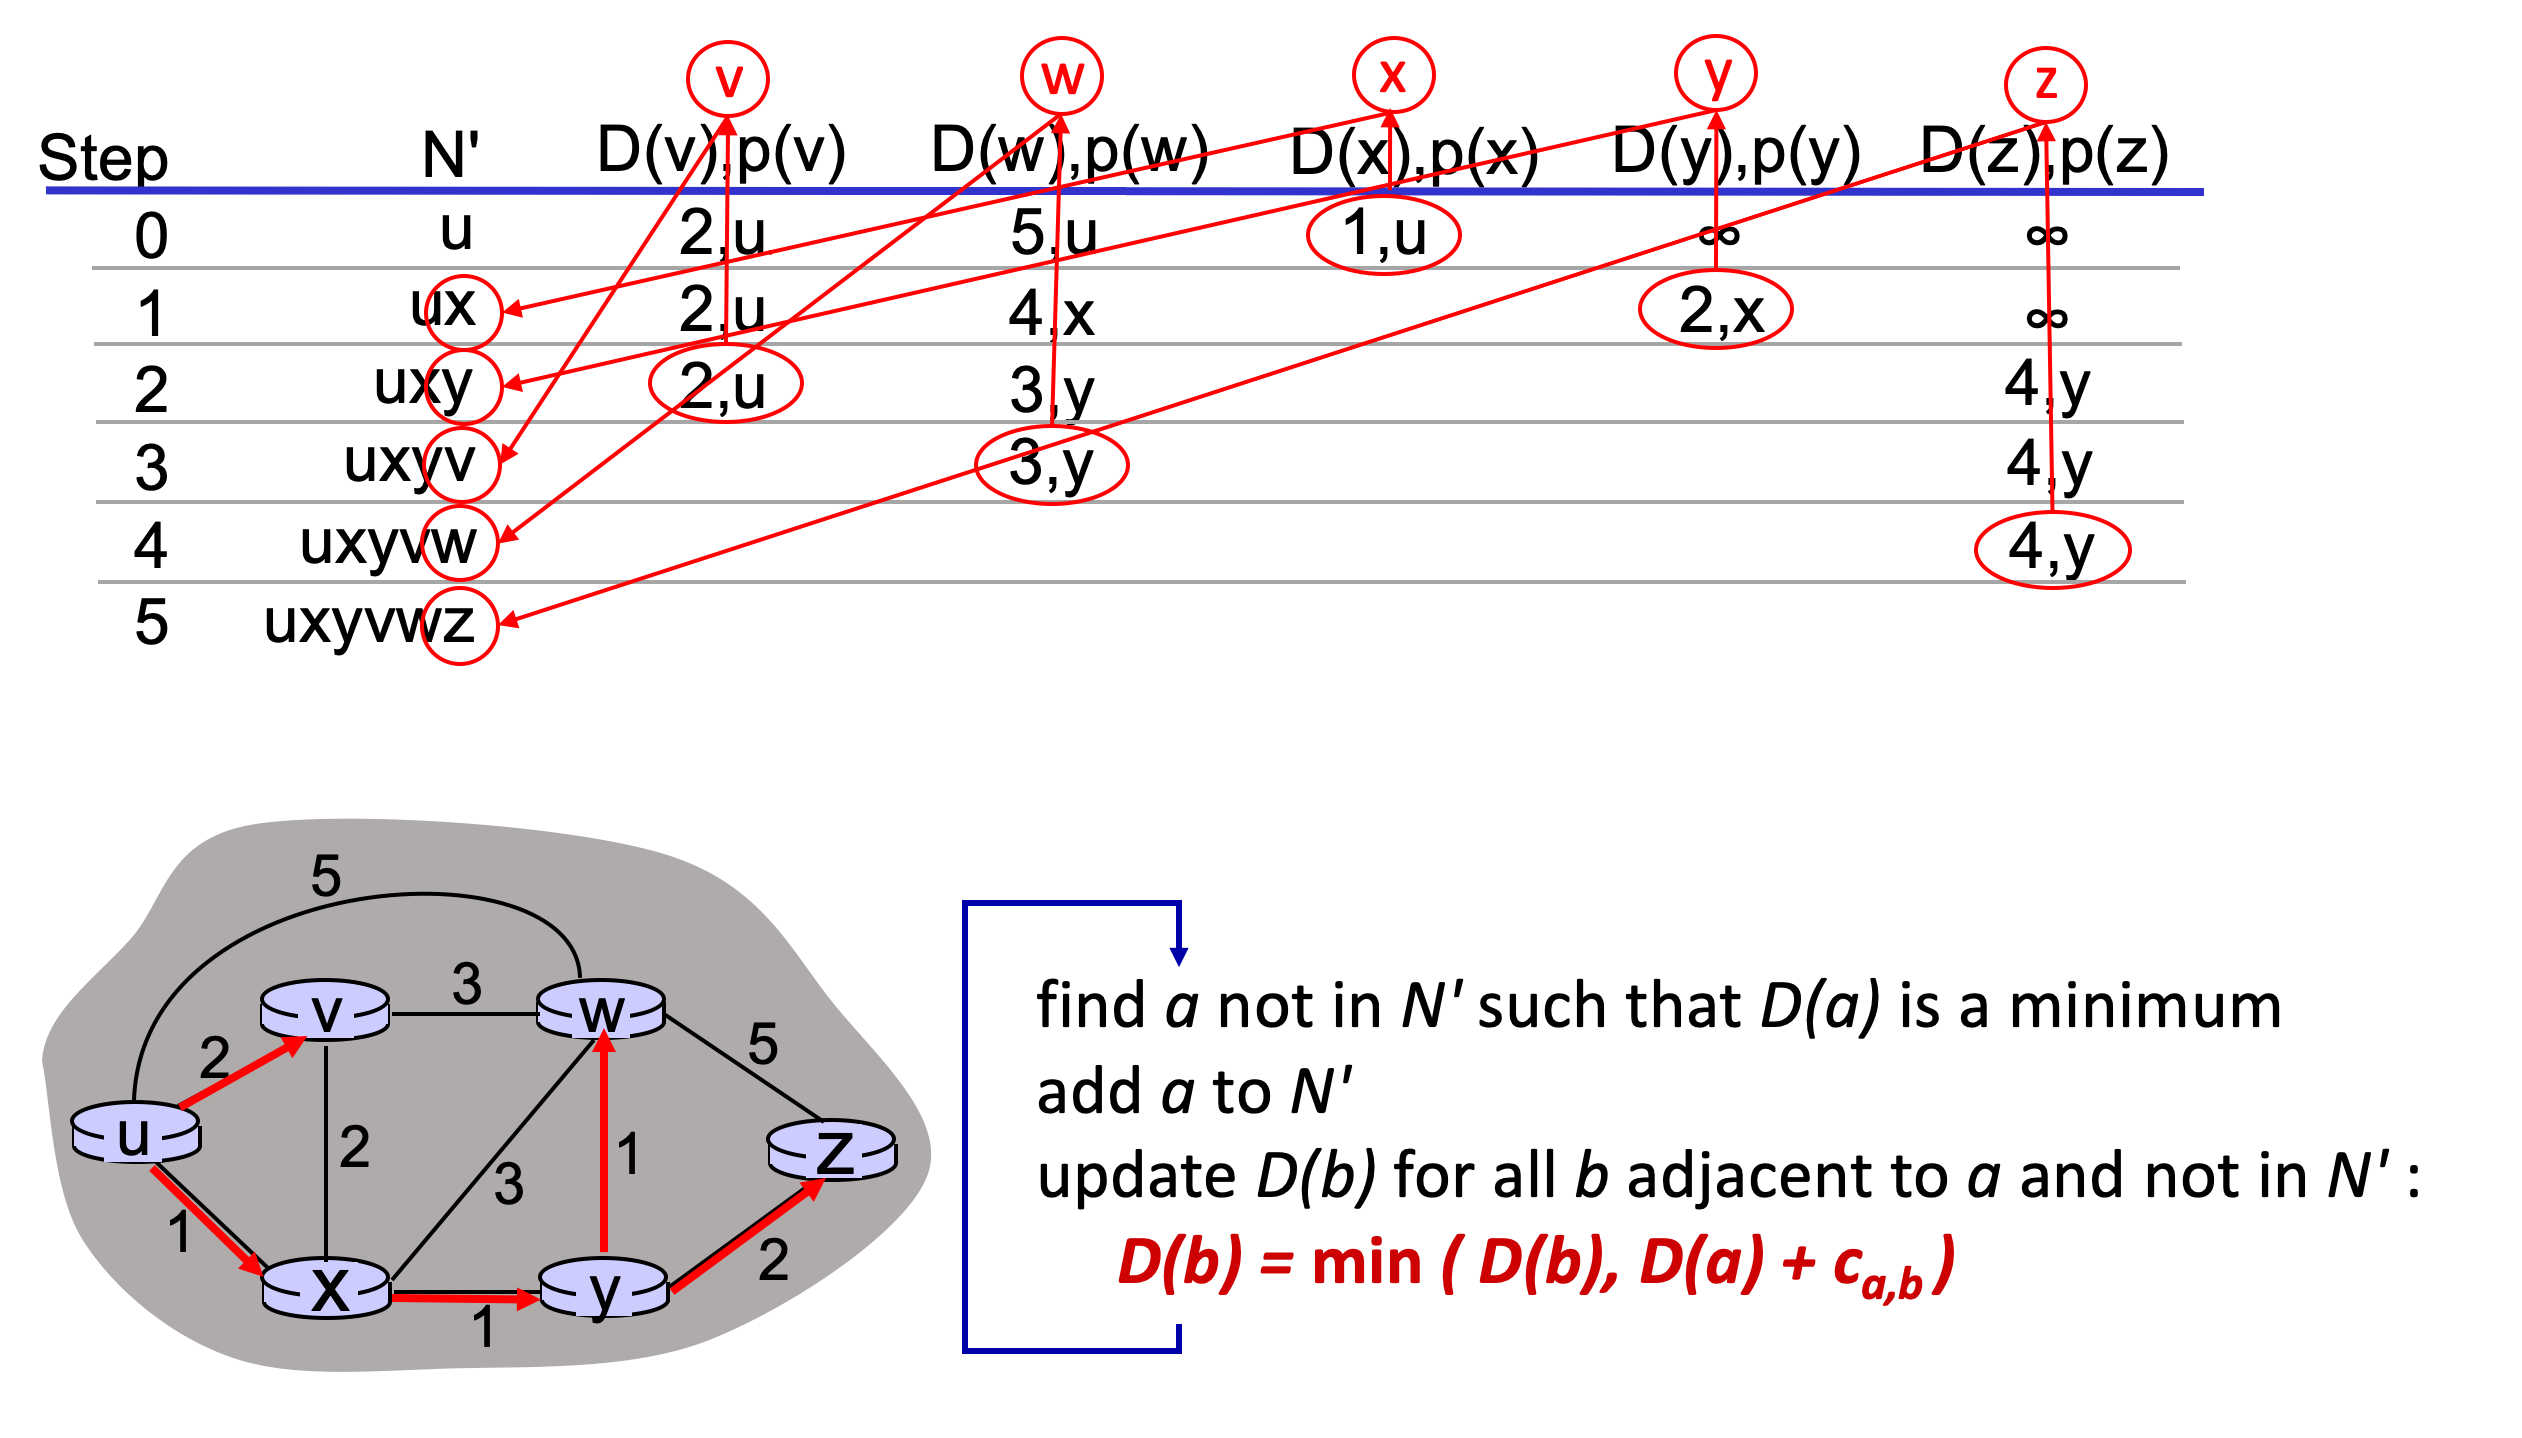 v w x y z
Step N' D(v),p(v) D(w),p(w) D(x),p(x) D(y),p(y) D(z),p(z)
0 u 2,u 5,u 1,u ∞ ∞
1 ux 2,u 4,x 2,x ∞
2 uxy 2,u 3,y 4,y
3 uxyv 3,y 4,y
4 uxyvw 4,y
5 uxyvwz
5
v 3 w
2 5
u 2 3 1 z
1 2
x 1 y
find a not in N' such that D(a) is a minimum
add a to N'
update D(b) for all b adjacent to a and not in N' :
D(b) = min ( D(b), D(a) + ca,b )